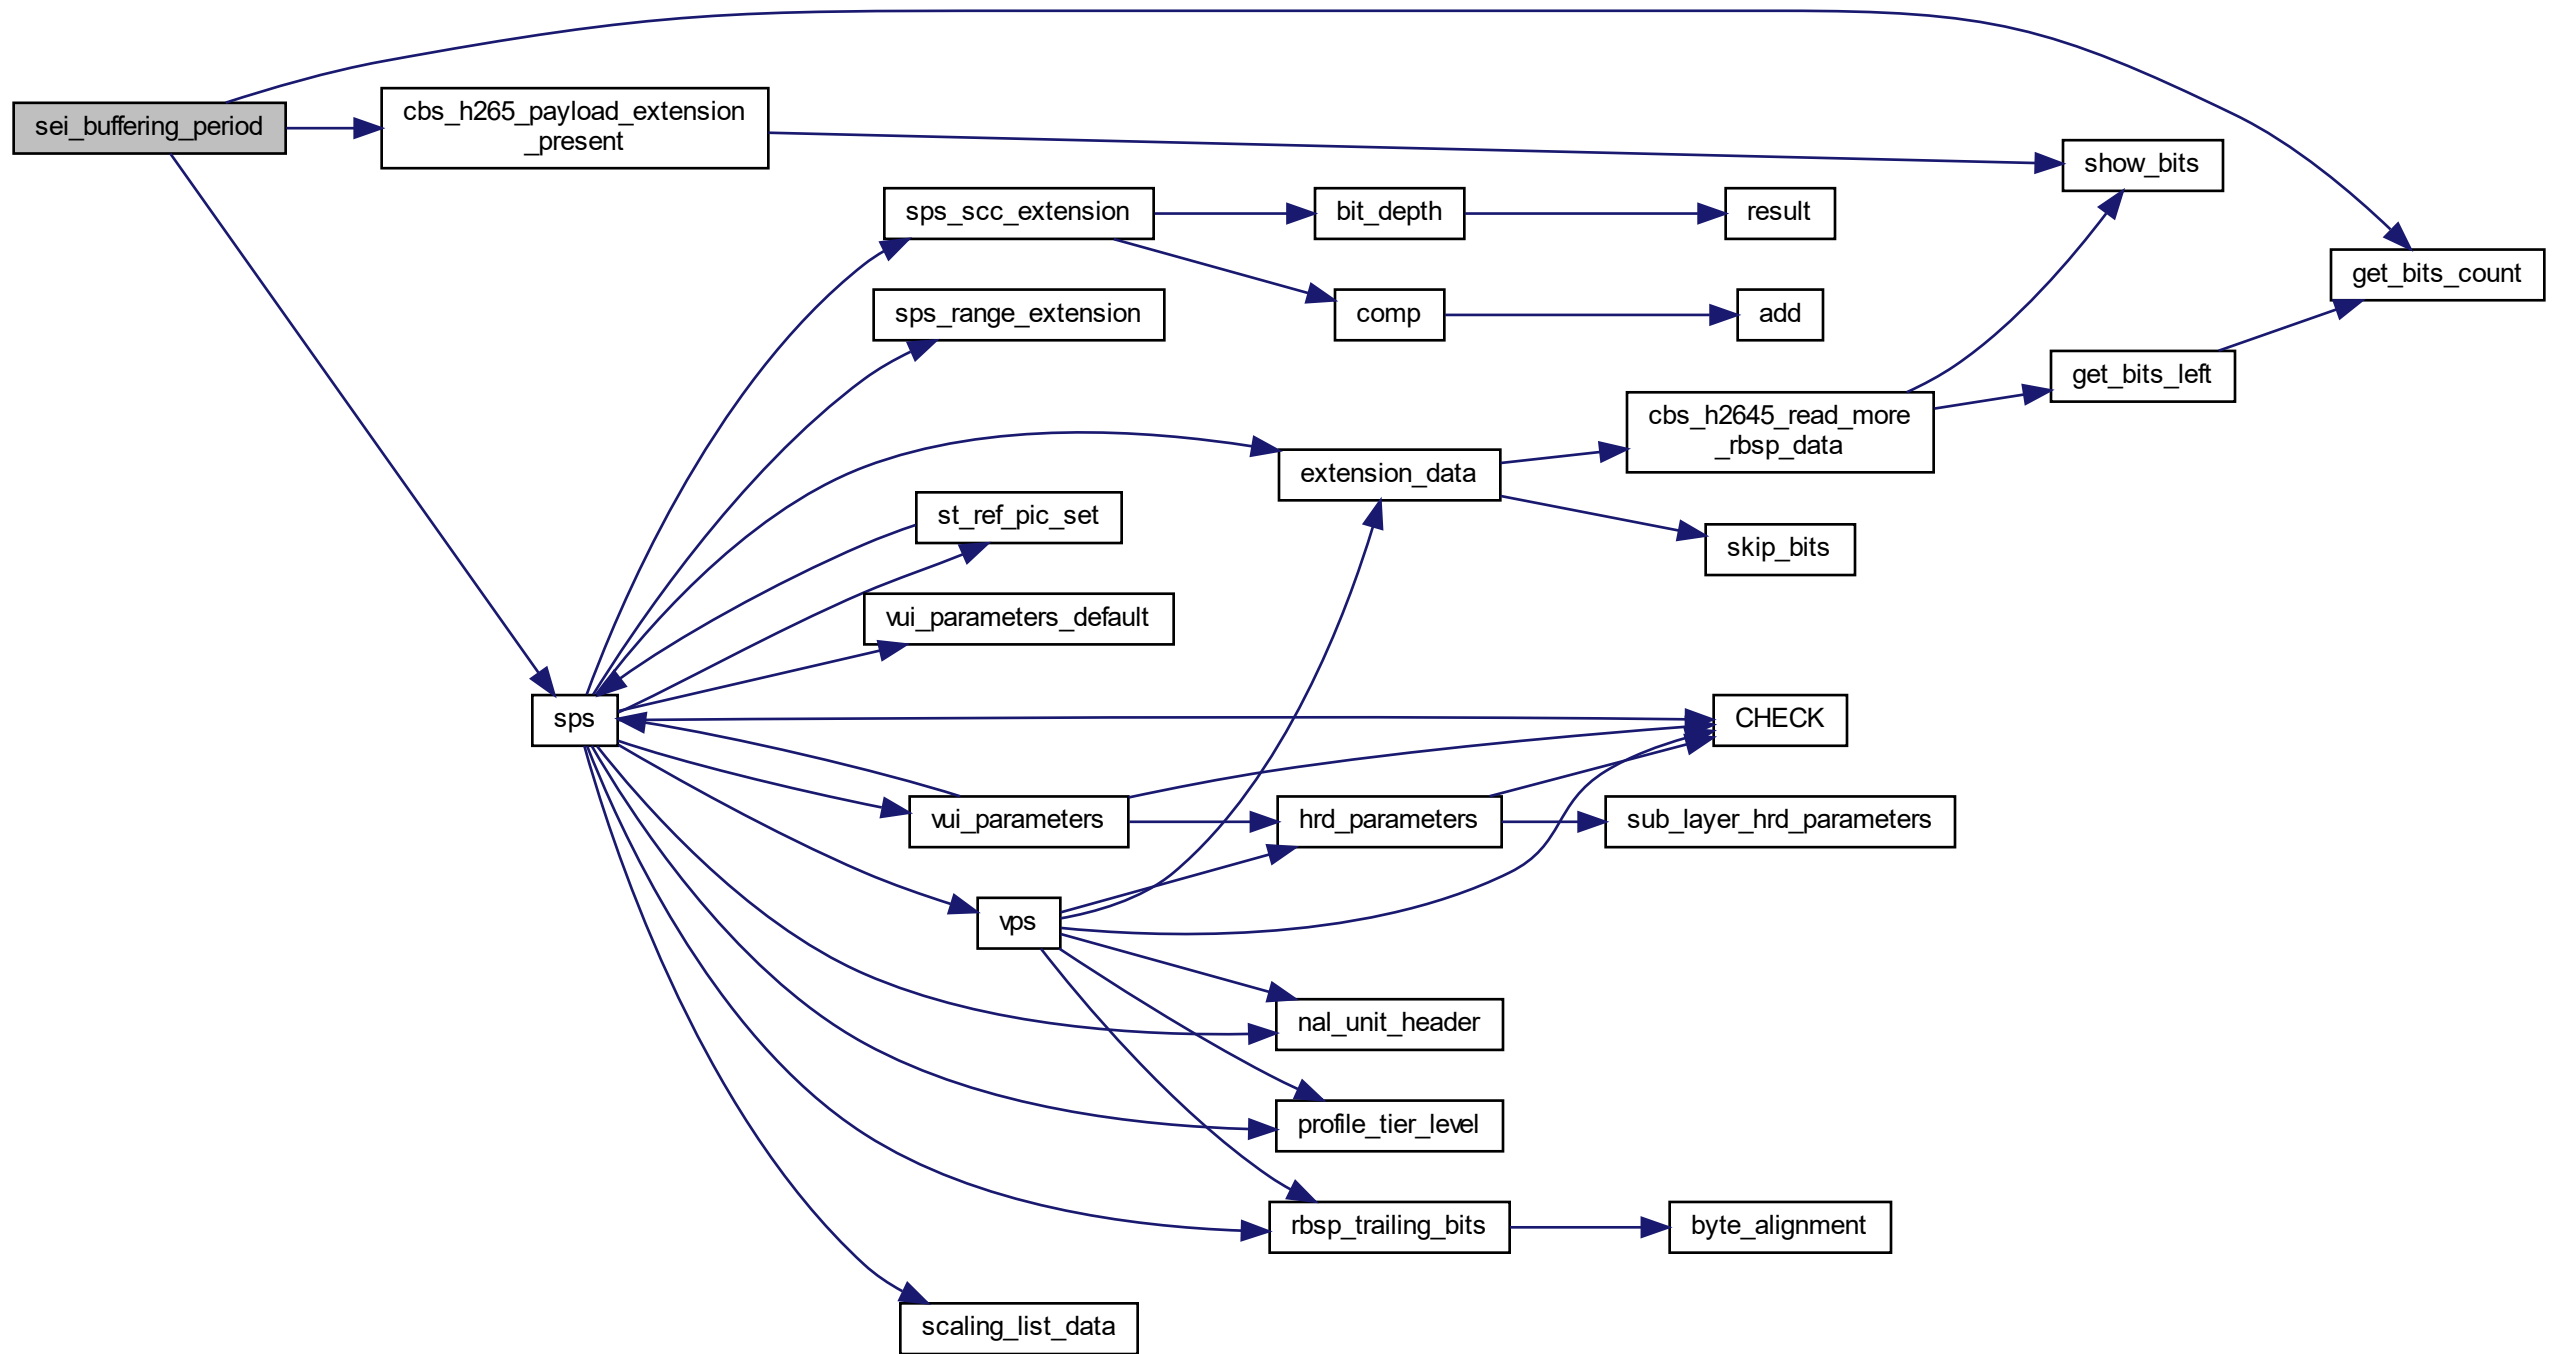 sei_buffering_period
cbs_h265_payload_extension
_present
show_bits
sps_scc_extension
bit_depth
result
get_bits_count
sps_range_extension
comp
add
get_bits_left
cbs_h2645_read_more
_rbsp_data
extension_data
st_ref_pic_set
skip_bits
vui_parameters_default
sps
CHECK
vui_parameters
hrd_parameters
sub_layer_hrd_parameters
vps
nal_unit_header
profile_tier_level
rbsp_trailing_bits
byte_alignment
scaling_list_data